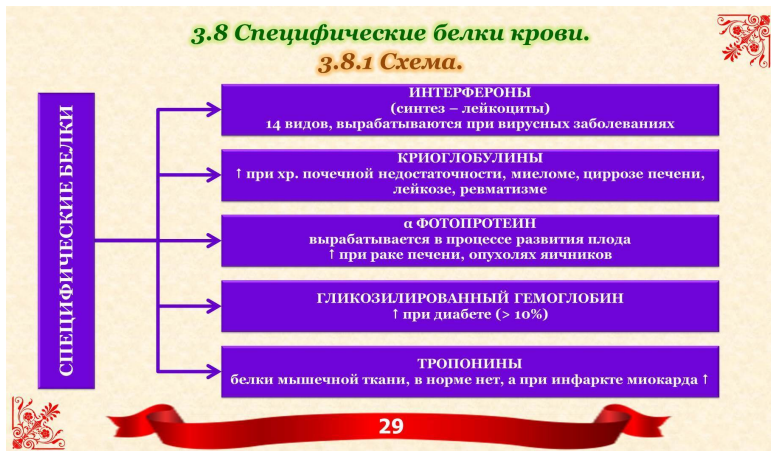 3.8 Специфические белки крови.
3.8.1 Схема.
СПЕЦИФИЧЕСКИЕ БЕЛКИ
ИНТЕРФЕРОНЫ
(синтез – лейкоциты)
14 видов, вырабатываются при вирусных заболеваниях
КРИОГЛОБУЛИНЫ
↑ при хр. почечной недостаточности, миеломе, циррозе печени,
лейкозе, ревматизме
α ФОТОПРОТЕИН
вырабатывается в процессе развития плода
↑ при раке печени, опухолях яичников
ГЛИКОЗИЛИРОВАННЫЙ ГЕМОГЛОБИН
↑ при диабете (> 10%)
ТРОПОНИНЫ
белки мышечной ткани, в норме нет, а при инфаркте миокарда ↑
29